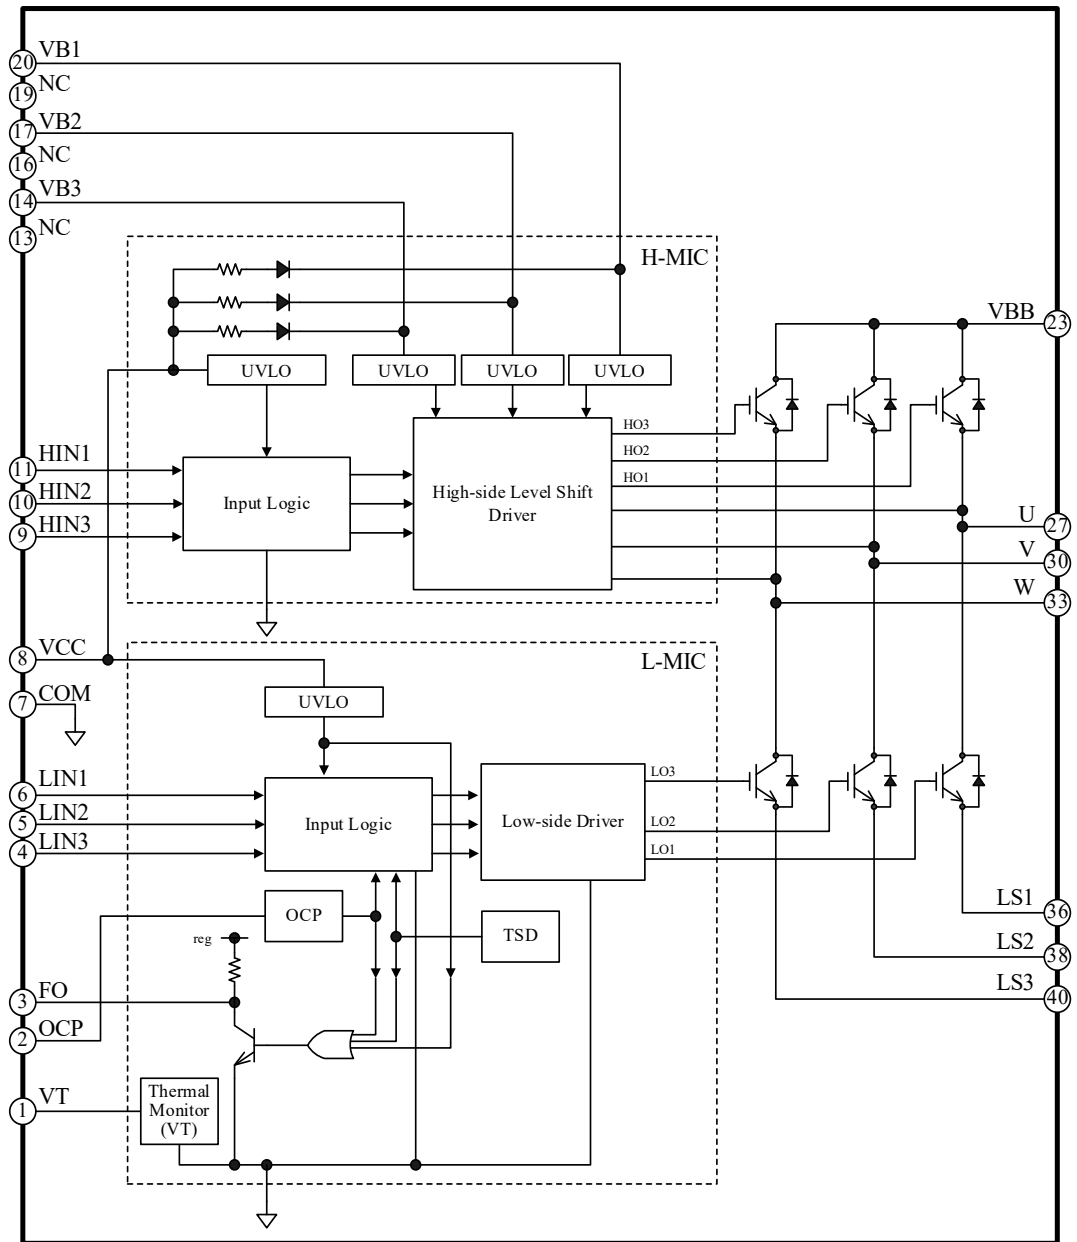 20 VB1
19 NC
17 VB2
16 NC
14 VB3
13 NC
H-MIC
VBB 23
UVLO
UVLO
UVLO
UVLO
HO3
HO2
HO1
11 HIN1
10 HIN2
9 HIN3
Input Logic
High-side Level Shift
Driver
U 27
V 30
W 33
8 VCC
L-MIC
7 COM
UVLO
6 LIN1
5 LIN2
4 LIN3
Input Logic
Low-side Driver
LO3
LO2
LO1
OCP
TSD
reg
LS1 36
LS2 38
LS3 40
3 FO
2 OCP
1 VT
Thermal
Monitor
(VT)